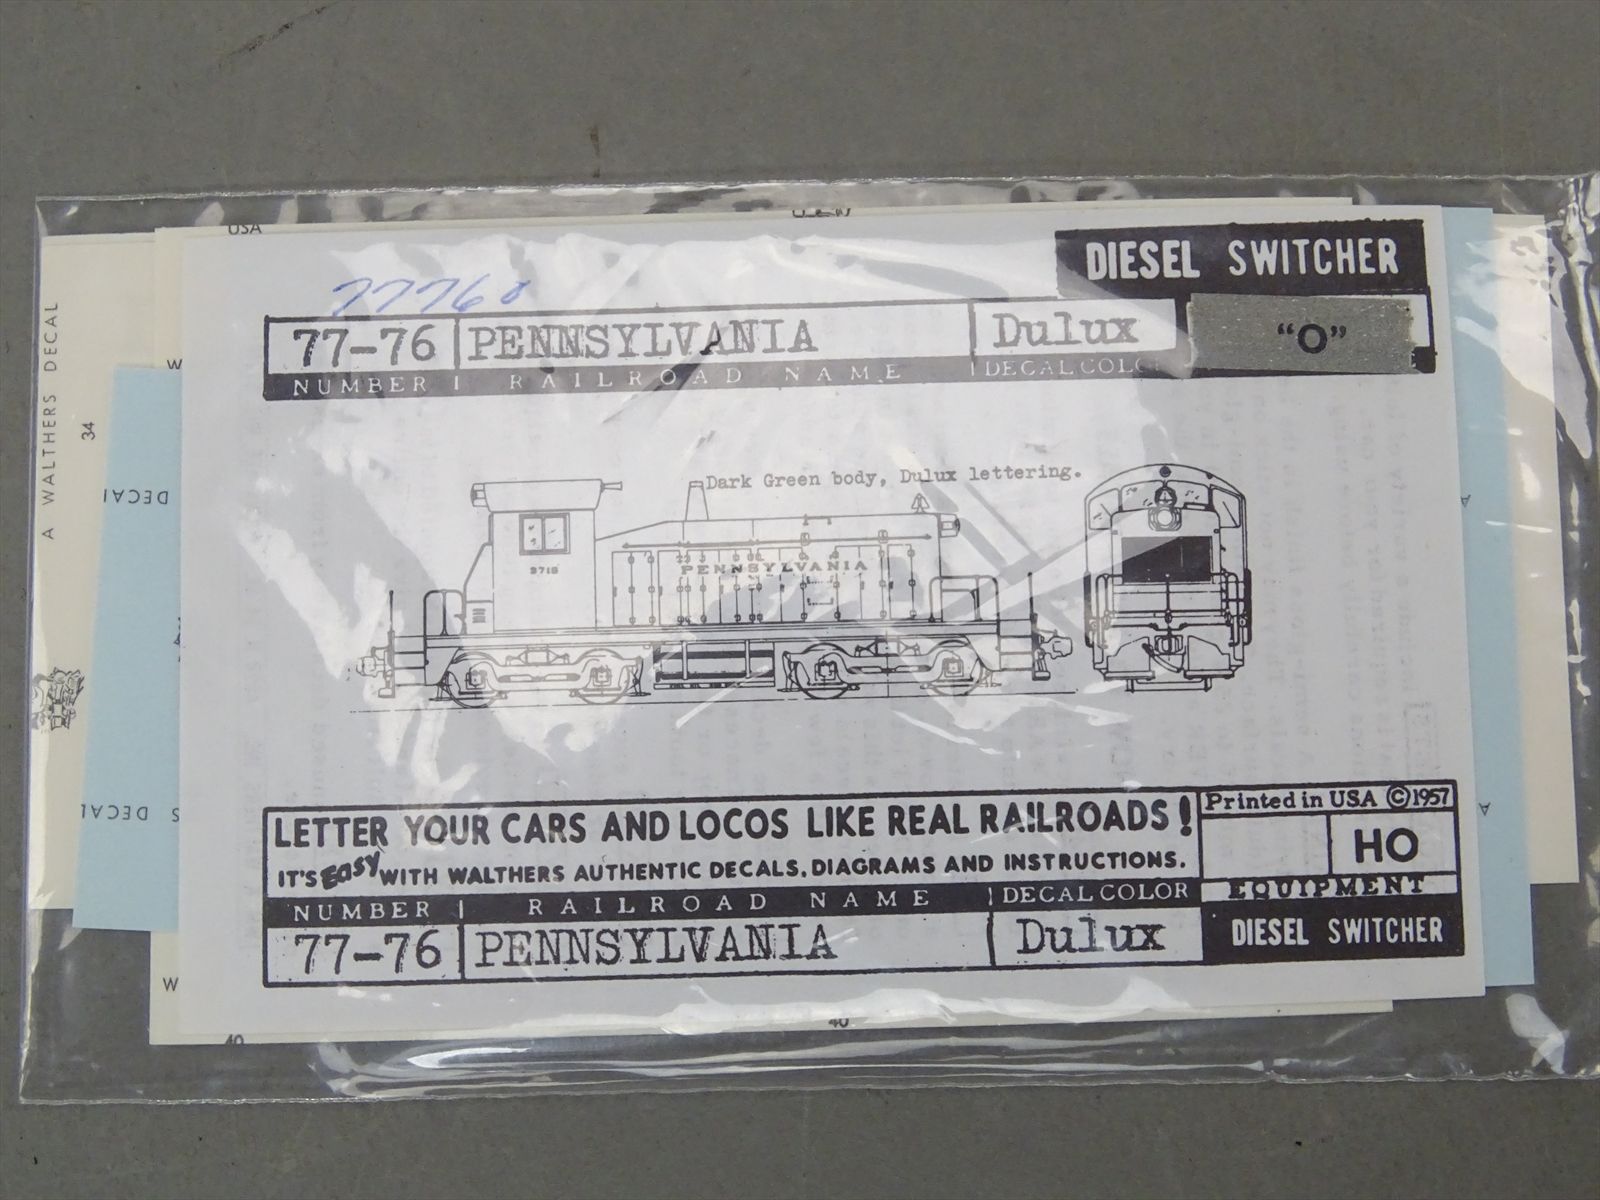 USA
DIESEL SWITCHER
77-76 PENNSYLVANIA Dulux "O"
NUMBER RAILROAD NAME DECAL COL
Dark Green body, Dulux lettering.
PENNSYLVANIA
LETTER YOUR CARS AND LOCOS LIKE REAL RAILROADS!
IT'S Easy WITH WALTHERS AUTHENTIC DECALS, DIAGRAMS AND INSTRUCTIONS.
Printed in USA © 1957
HO
EQUIPMENT
DIESEL SWITCHER
NUMBER RAILROAD NAME DECAL COLOR
77-76 PENNSYLVANIA Dulux
A WALTHERS DECAL
34
DECAL
S DECAL
W
W
40
40
A
A